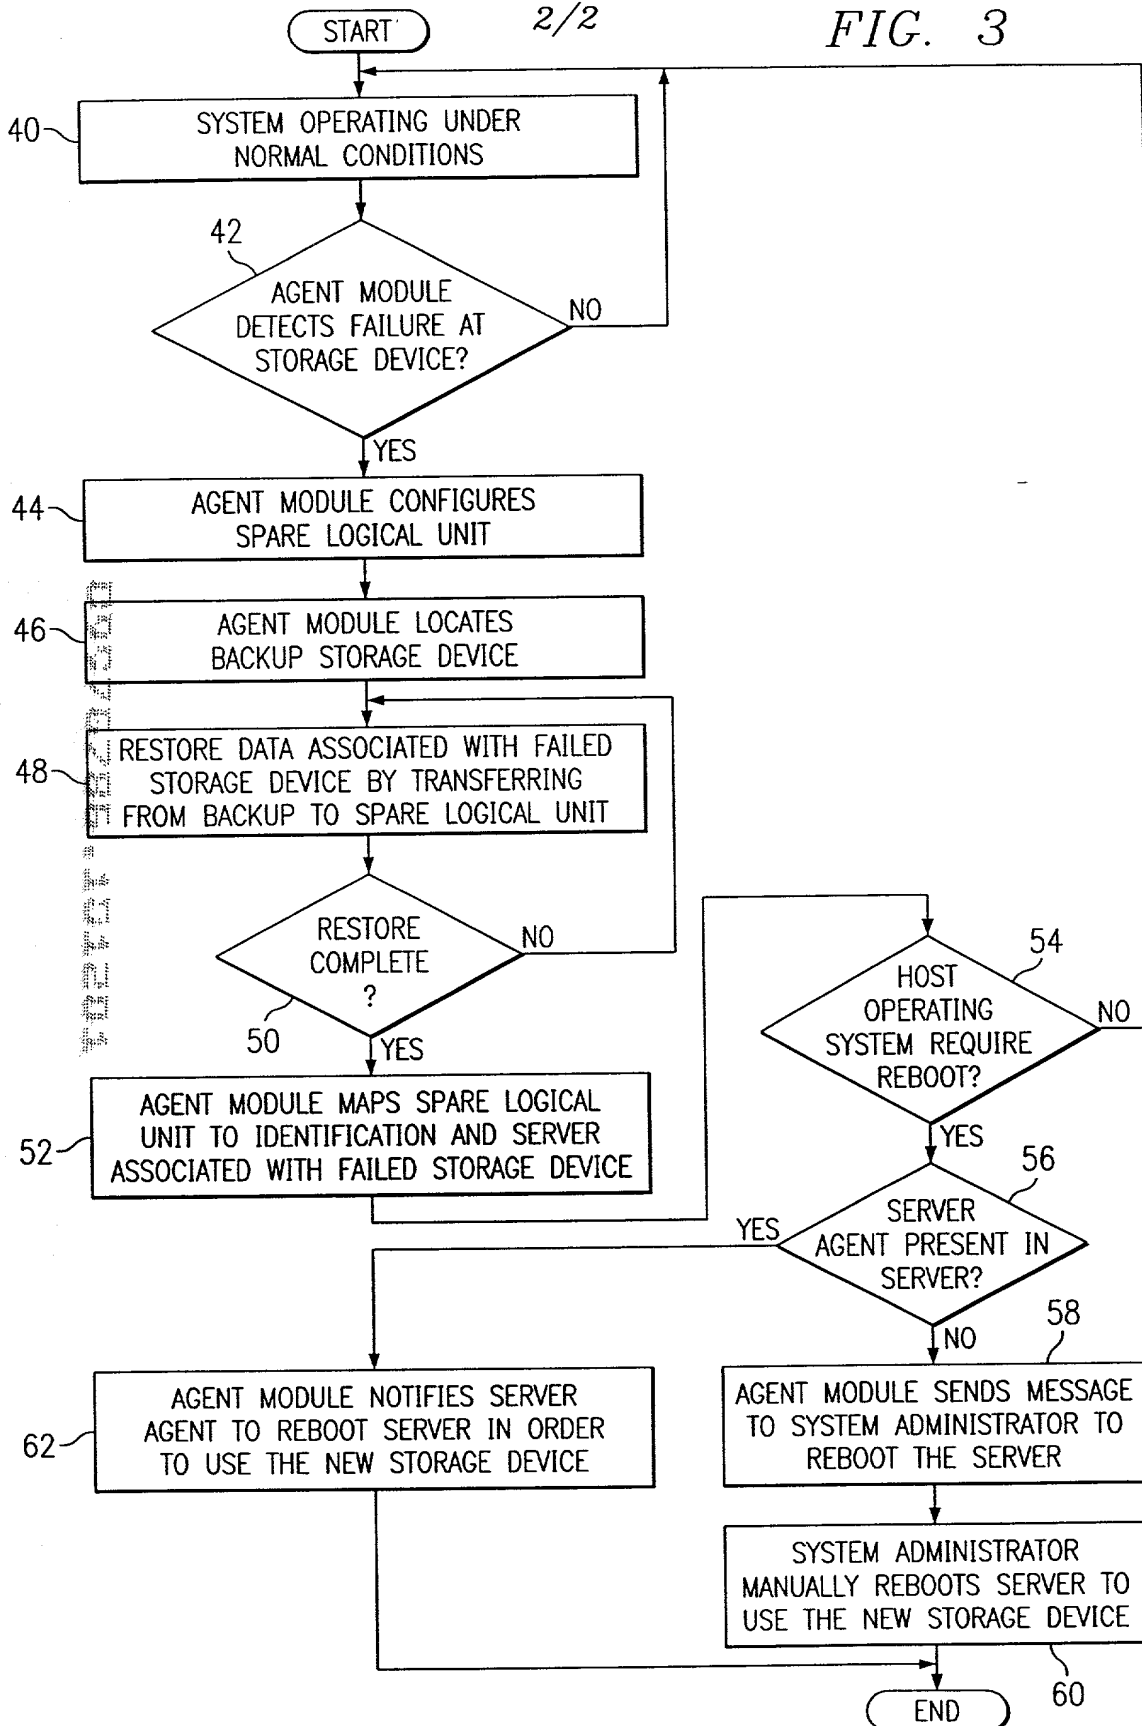 2/2
FIG. 3
START
40
SYSTEM OPERATING UNDER
NORMAL CONDITIONS
42
AGENT MODULE
DETECTS FAILURE AT
STORAGE DEVICE?
NO
YES
44
AGENT MODULE CONFIGURES
SPARE LOGICAL UNIT
46
AGENT MODULE LOCATES
BACKUP STORAGE DEVICE
48
RESTORE DATA ASSOCIATED WITH FAILED
STORAGE DEVICE BY TRANSFERRING
FROM BACKUP TO SPARE LOGICAL UNIT
RESTORE
COMPLETE
?
NO
50
YES
52
AGENT MODULE MAPS SPARE LOGICAL
UNIT TO IDENTIFICATION AND SERVER
ASSOCIATED WITH FAILED STORAGE DEVICE
54
HOST
OPERATING
SYSTEM REQUIRE
REBOOT?
NO
YES
56
SERVER
AGENT PRESENT IN
SERVER?
YES
NO
58
AGENT MODULE SENDS MESSAGE
TO SYSTEM ADMINISTRATOR TO
REBOOT THE SERVER
62
AGENT MODULE NOTIFIES SERVER
AGENT TO REBOOT SERVER IN ORDER
TO USE THE NEW STORAGE DEVICE
SYSTEM ADMINISTRATOR
MANUALLY REBOOTS SERVER TO
USE THE NEW STORAGE DEVICE
60
END